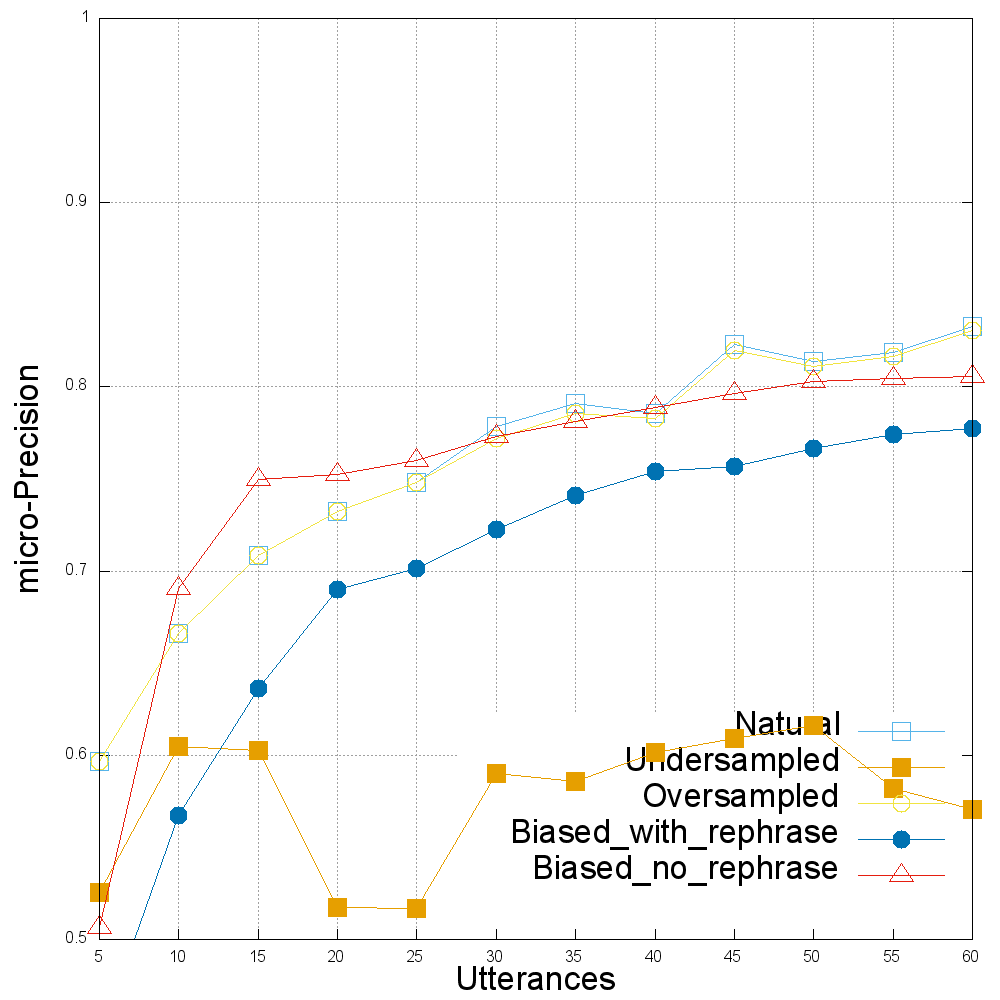 1
0.9
0.8
0.7
0.6
0.5
micro-Precision
Natural
Undersampled
Oversampled
Biased_with_rephrase
Biased_no_rephrase
5 10 15 20 25 30 35 40 45 50 55 60
Utterances